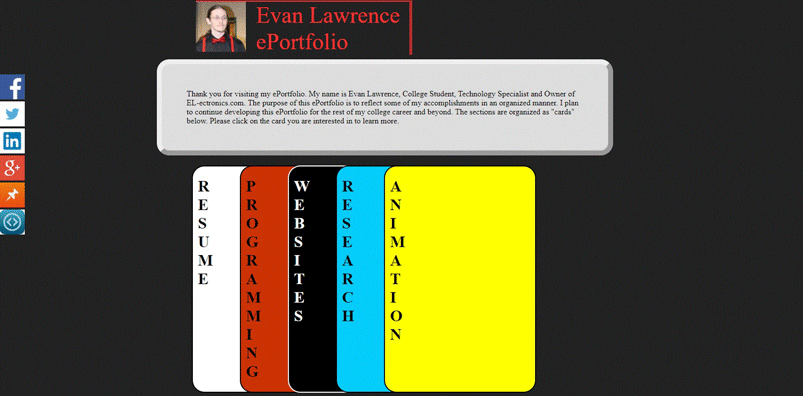 Evan Lawrence
ePortfolio
Thank you for visiting my ePortfolio. My name is Evan Lawrence, College Student, Technology Specialist and Owner of
EL-ectronics.com. The purpose of this ePortfolio is to reflect some of my accomplishments in an organized manner. I plan
to continue developing this ePortfolio for the rest of my college career and beyond. The sections are organized as "cards"
below. Please click on the card you are interested in to learn more.
f
in
g+
RESUME
PROGRAMMING
WEBSITES
RESEARCH
ANIMATION